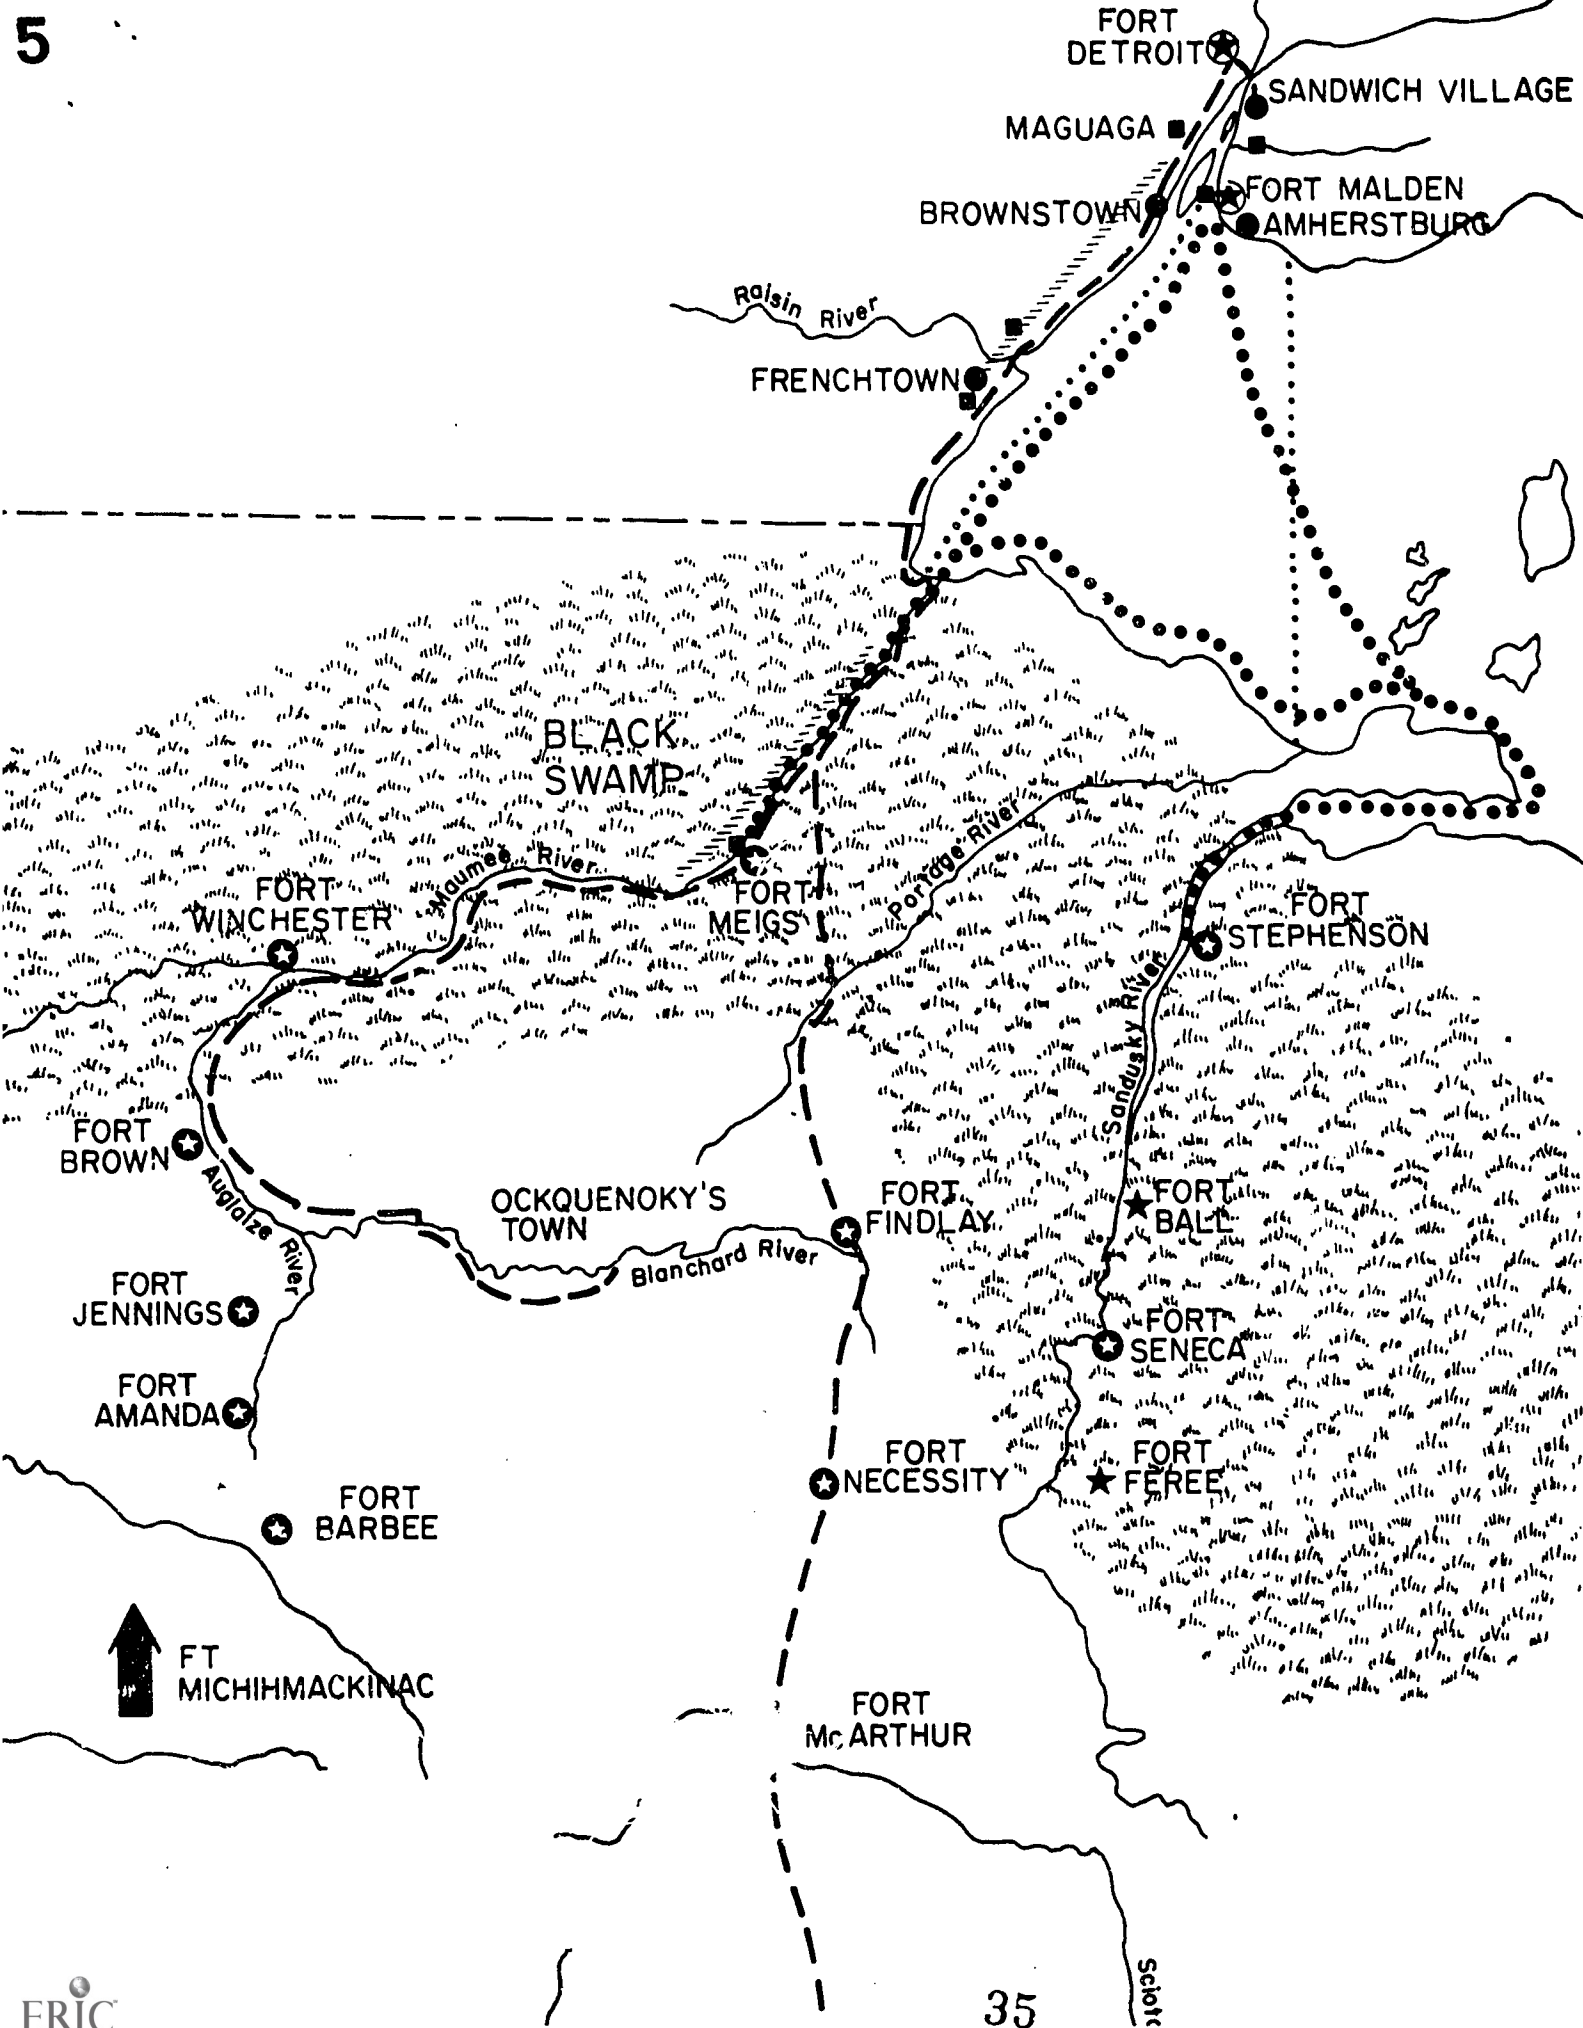 5
FORT
DETROIT
SANDWICH VILLAGE
MAGUAGA
FORT MALDEN
BROWNSTOWN
AMHERSTBURG
Raisin River
FRENCHTOWN
BLACK
SWAMP
Maumee River
Portage River
FORT
WINCHESTER
FORT
MEIGS
FORT
STEPHENSON
Sandusky River
FORT
BROWN
Auglaize River
OCKQUENOKY'S
TOWN
FORT
FINDLAY
FORT
BALL
Blanchard River
FORT
JENNINGS
FORT
SENECA
FORT
AMANDA
FORT
NECESSITY
FORT
FEREE
FORT
BARBEE
FT
MICHIHMACKINAC
FORT
McARTHUR
Scioto
35
ERIC